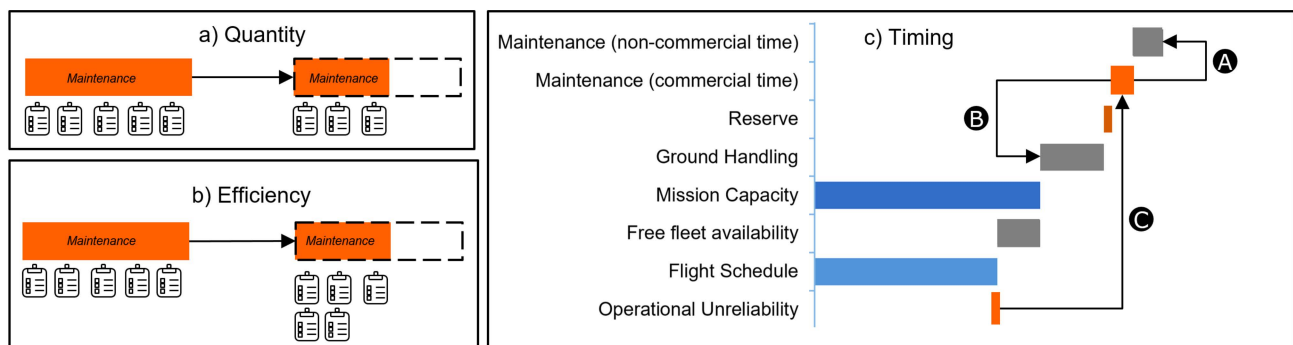 a) Quantity
Maintenance
Maintenance
b) Efficiency
Maintenance
Maintenance
c) Timing
Maintenance (non-commercial time)
Maintenance (commercial time)
Reserve
Ground Handling
Mission Capacity
Free fleet availability
Flight Schedule
Operational Unreliability
A
B
C